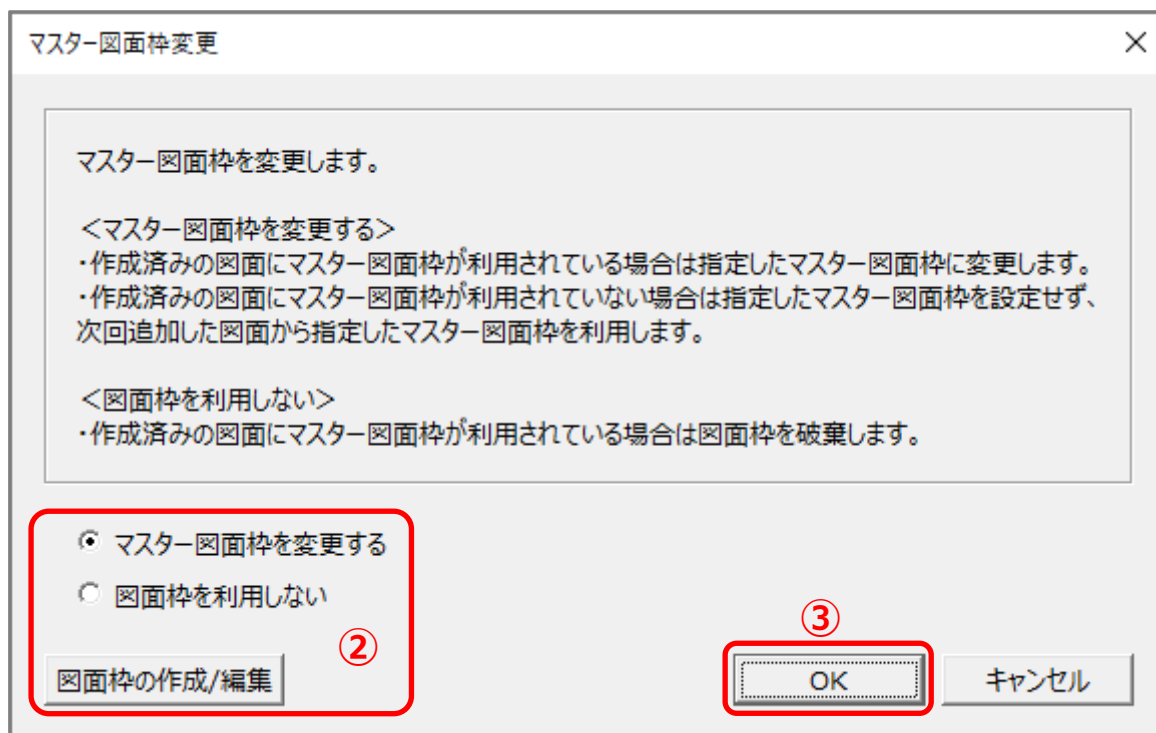 マスター図面枠変更
マスター図面枠を変更します。
＜マスター図面枠を変更する＞
・作成済みの図面にマスター図面枠が利用されている場合は指定したマスター図面枠に変更します。
・作成済みの図面にマスター図面枠が利用されていない場合は指定したマスター図面枠を設定せず、
次回追加した図面から指定したマスター図面枠を利用します。
＜図面枠を利用しない＞
・作成済みの図面にマスター図面枠が利用されている場合は図面枠を破棄します。
マスター図面枠を変更する
図面枠を利用しない
②
図面枠の作成/編集
③
OK
キャンセル